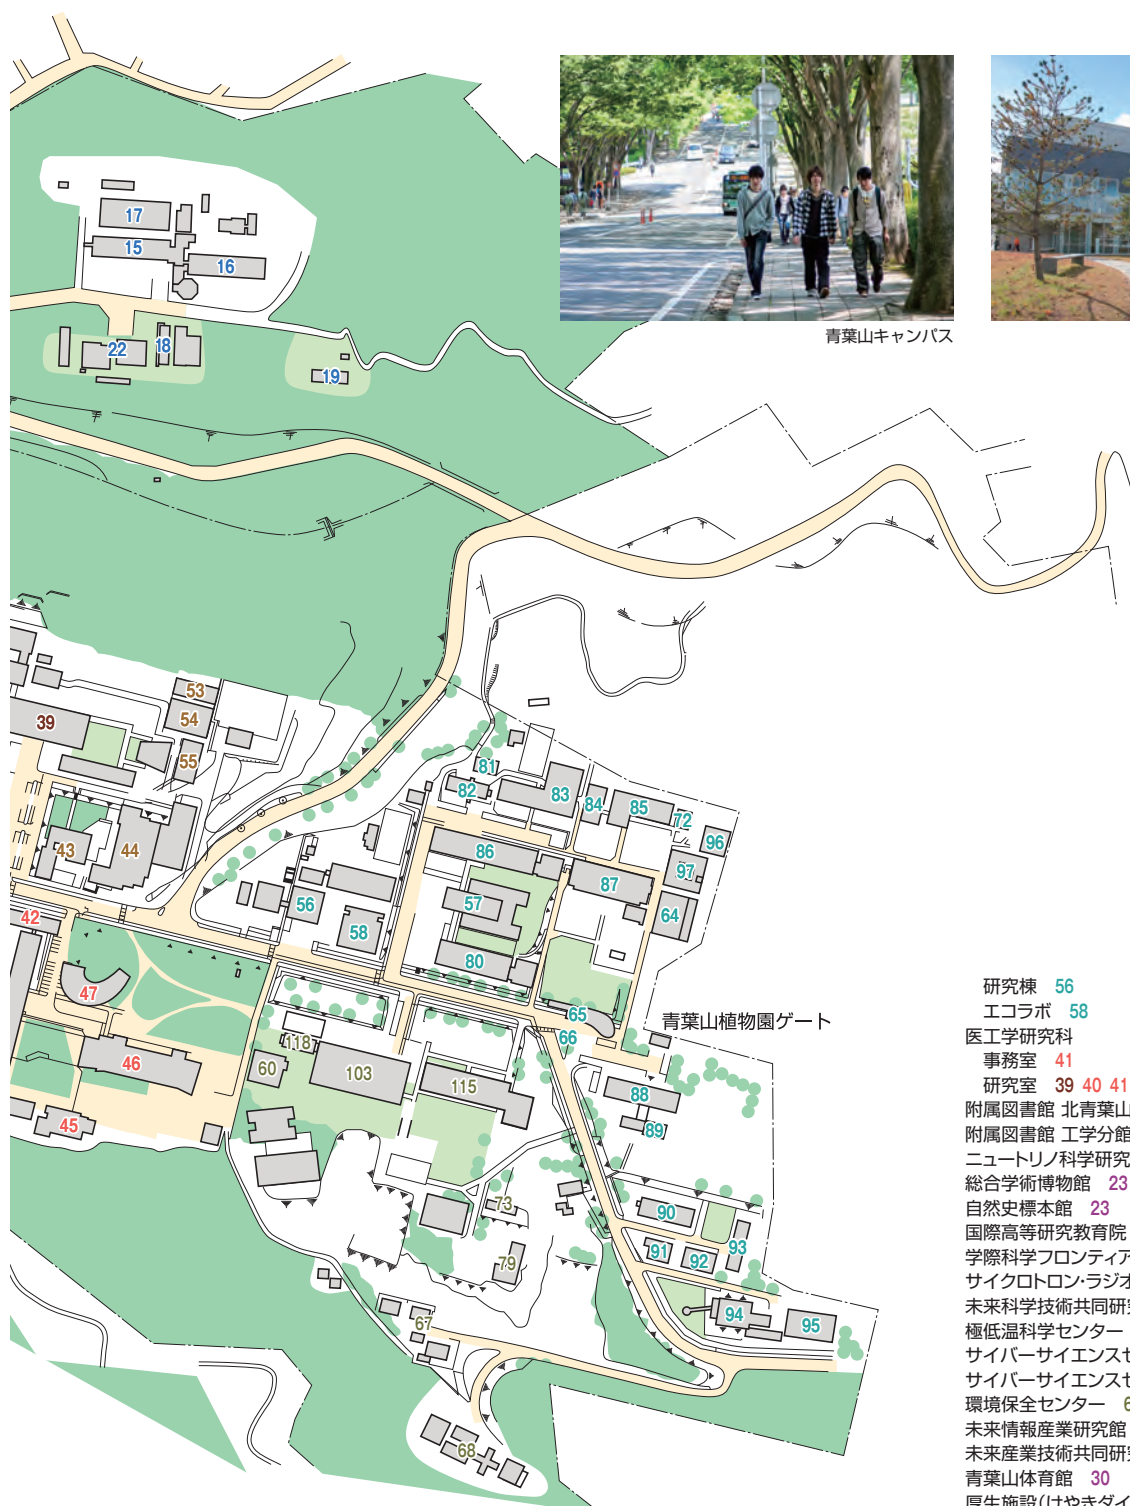 17
15
16
22
18
19
青葉山キャンパス
53
39
54
55
43
44
42
47
46
45
81
82
83
84
85
72
96
86
97
87
57
56
64
58
80
65
66
青葉山植物園ゲート
118
60
103
115
88
89
73
90
93
91
92
79
67
94
95
68
研究棟 56
エコラボ 58
医工学研究科
事務室 41
研究室 39 40 41
附属図書館 北青葉山
附属図書館 工学分館
ニュートリノ科学研究
総合学術博物館 23
自然史標本館 23
国際高等研究教育院
学際科学フロンティア
サイクロトロン・ラジオ
未来科学技術共同研究
極低温科学センター
サイバーサイエンスセ
サイバーサイエンスセ
環境保全センター 6
未来情報産業研究館
未来産業技術共同研究
青葉山体育館 30
厚生施設(けやきダイ